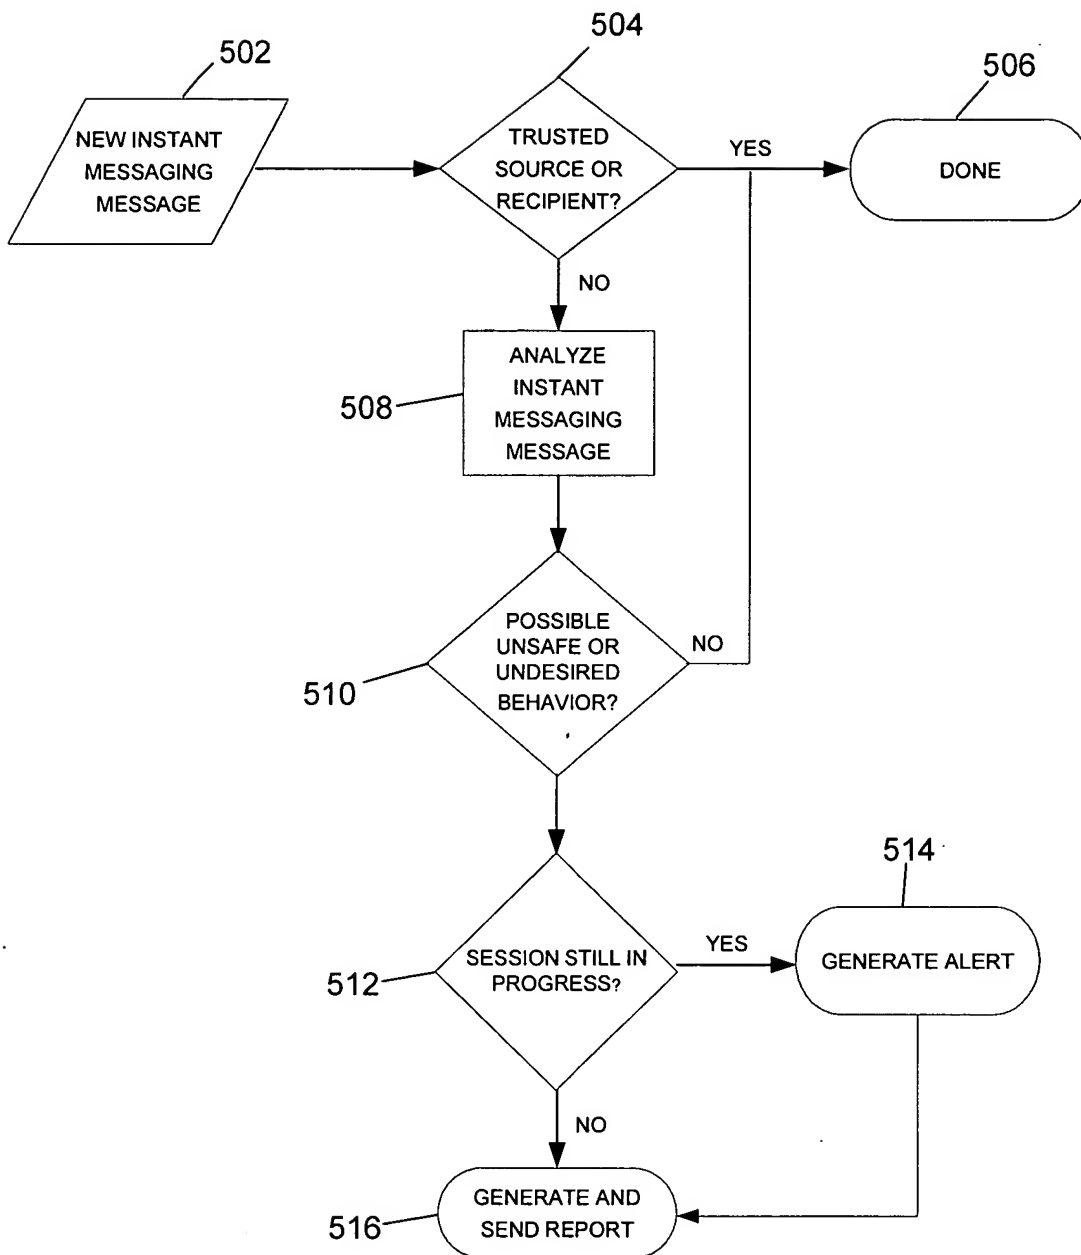 502
504
506
NEW INSTANT
MESSAGING
MESSAGE
TRUSTED
SOURCE OR
RECIPIENT?
YES
DONE
NO
508
ANALYZE
INSTANT
MESSAGING
MESSAGE
510
POSSIBLE
UNSAFE OR
UNDESIRED
BEHAVIOR?
NO
512
SESSION STILL IN
PROGRESS?
YES
514
GENERATE ALERT
NO
516
GENERATE AND
SEND REPORT